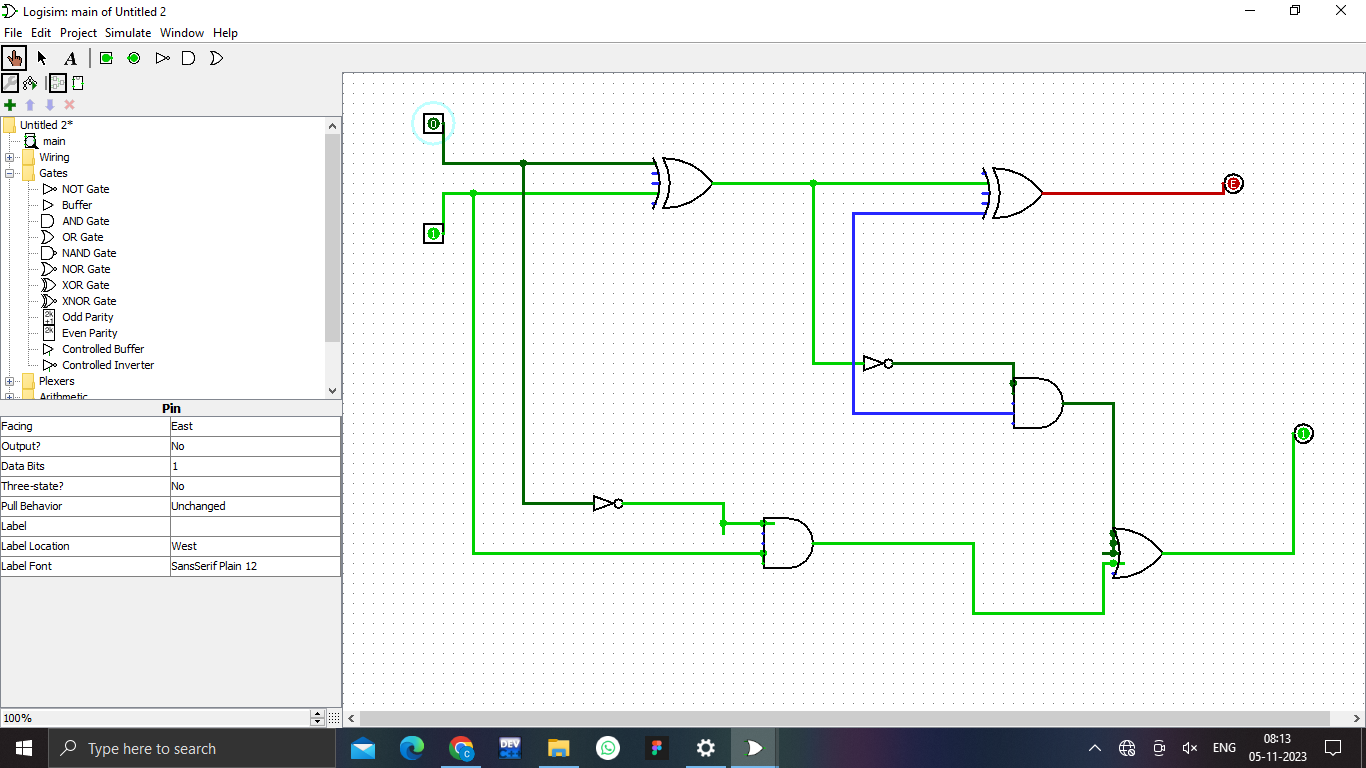 Logisim: main of Untitled 2
File Edit Project Simulate Window Help
A
Untitled 2*
main
Wiring
Gates
NOT Gate
Buffer
AND Gate
OR Gate
NAND Gate
NOR Gate
XOR Gate
XNOR Gate
Odd Parity
Even Parity
Controlled Buffer
Controlled Inverter
Plexers
Arithmetic
Pin
Facing East
Output? No
Data Bits 1
Three-state? No
Pull Behavior Unchanged
Label
Label Location West
Label Font SansSerif Plain 12
100%
0
1
E
1
Type here to search
DEV
C
ENG
08:13
05-11-2023